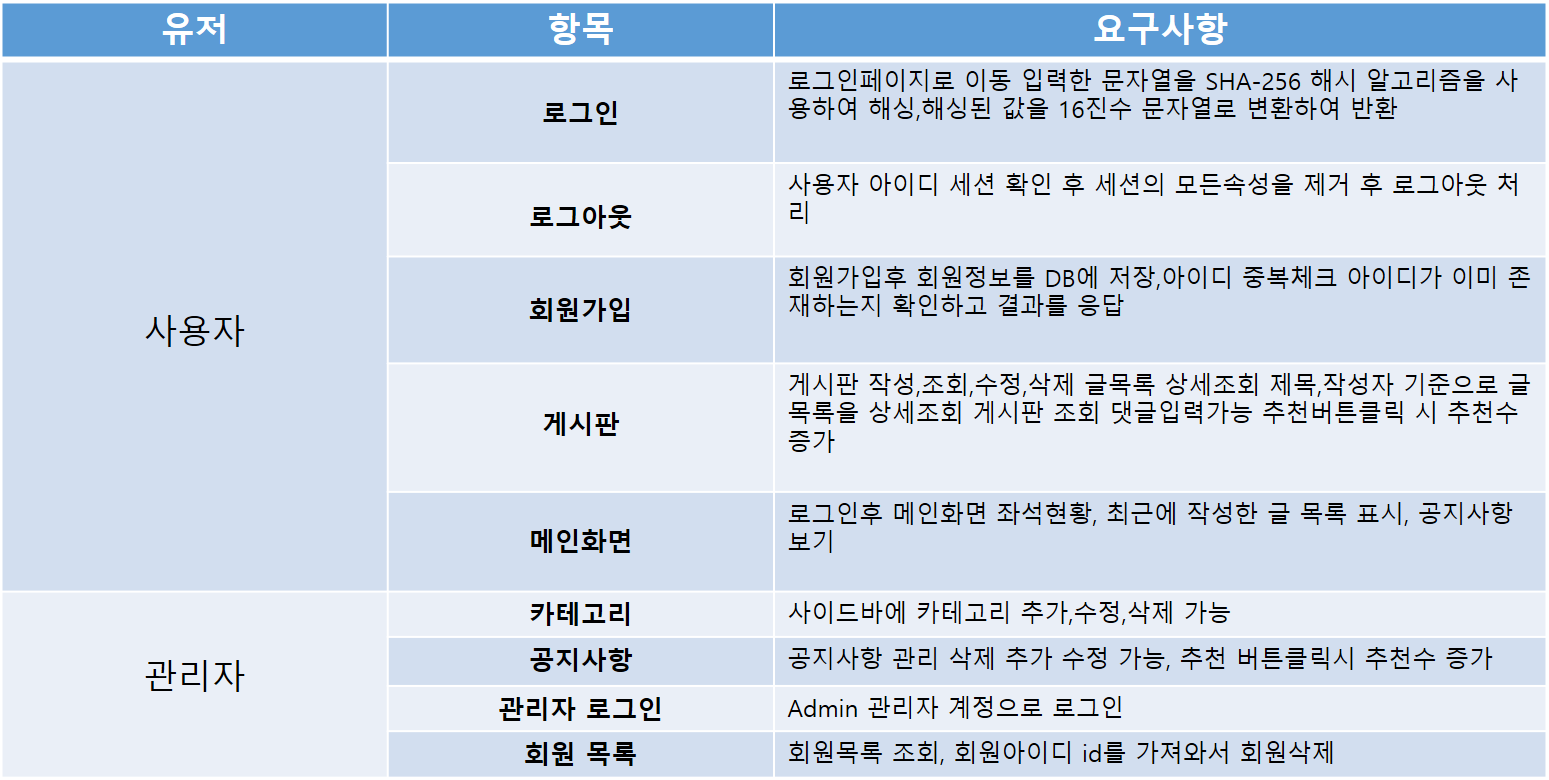 유저
항목
요구사항
사용자
로그인
로그인페이지로 이동 입력한 문자열을 SHA-256 해시 알고리즘을 사
용하여 해싱,해싱된 값을 16진수 문자열로 변환하여 반환
로그아웃
사용자 아이디 세션 확인 후 세션의 모든속성을 제거 후 로그아웃 처
리
회원가입
회원가입후 회원정보를 DB에 저장,아이디 중복체크 아이디가 이미 존
재하는지 확인하고 결과를 응답
게시판
게시판 작성,조회,수정,삭제 글목록 상세조회 제목,작성자 기준으로 글
목록을 상세조회 게시판 조회 댓글입력가능 추천버튼클릭 시 추천수
증가
메인화면
로그인후 메인화면 좌석현황, 최근에 작성한 글 목록 표시, 공지사항
보기
관리자
카테고리
사이드바에 카테고리 추가,수정,삭제 가능
공지사항
공지사항 관리 삭제 추가 수정 가능, 추천 버튼클릭시 추천수 증가
관리자 로그인
Admin 관리자 계정으로 로그인
회원 목록
회원목록 조회, 회원아이디 id를 가져와서 회원삭제